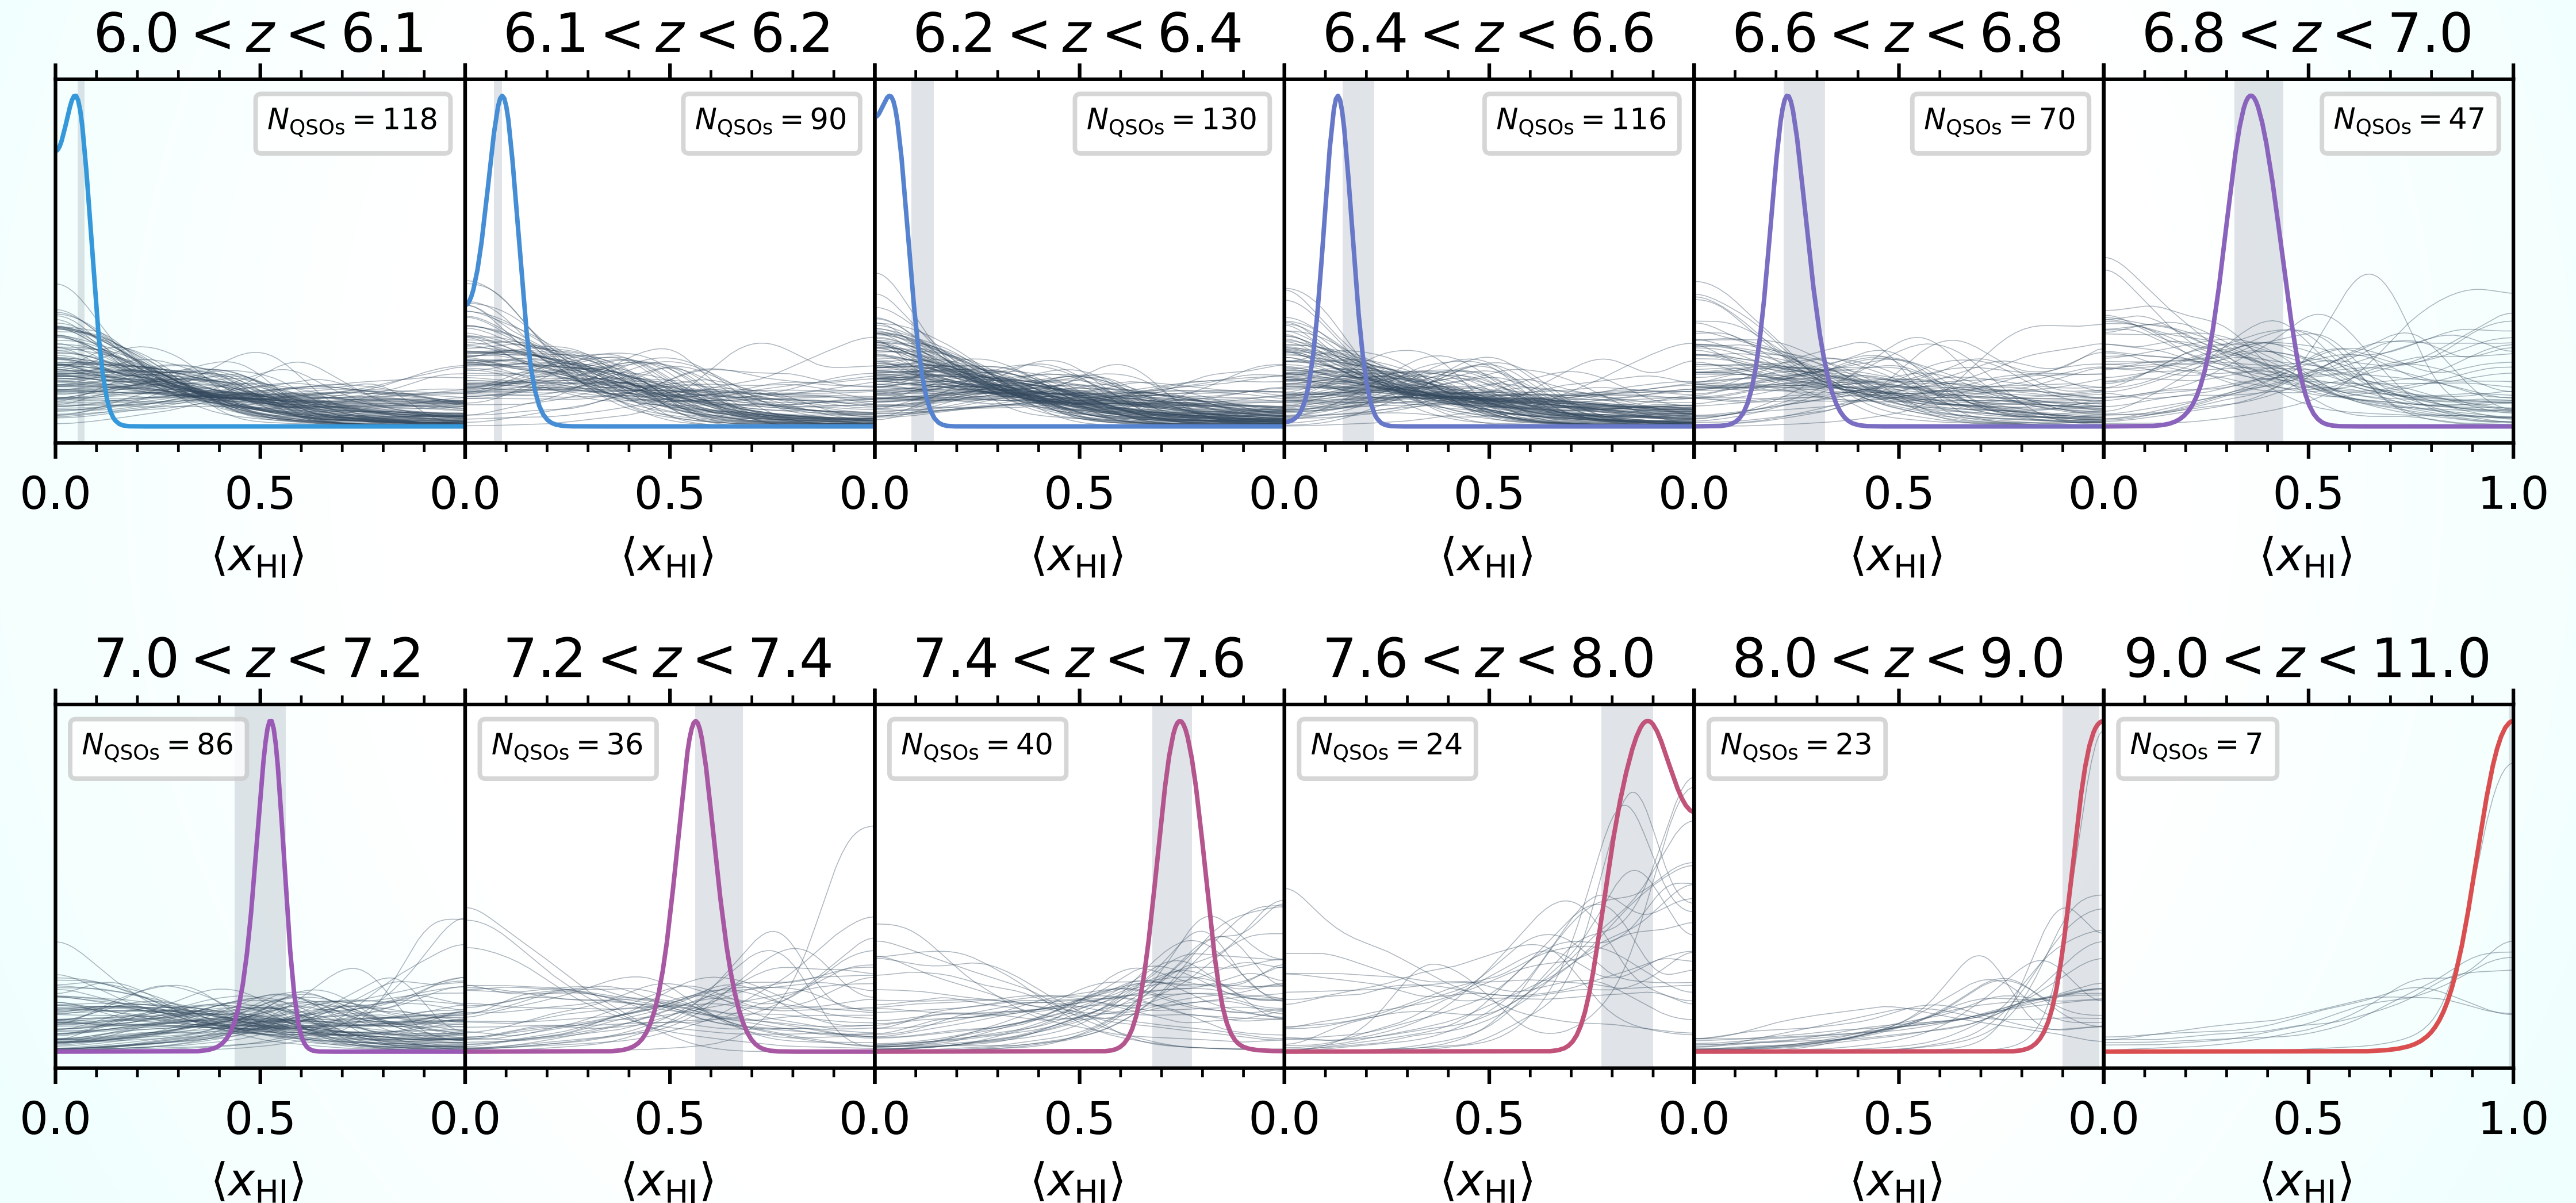 6.0 < z < 6.1 6.1 < z < 6.2 6.2 < z < 6.4 6.4 < z < 6.6 6.6 < z < 6.8 6.8 < z < 7.0
N_QSOs = 118 N_QSOs = 90 N_QSOs = 130 N_QSOs = 116 N_QSOs = 70 N_QSOs = 47
0.0 0.5 0.0 0.5 0.0 0.5 0.0 0.5 0.0 0.5 0.0 0.5 1.0
⟨x_HI⟩ ⟨x_HI⟩ ⟨x_HI⟩ ⟨x_HI⟩ ⟨x_HI⟩ ⟨x_HI⟩
7.0 < z < 7.2 7.2 < z < 7.4 7.4 < z < 7.6 7.6 < z < 8.0 8.0 < z < 9.0 9.0 < z < 11.0
N_QSOs = 86 N_QSOs = 36 N_QSOs = 40 N_QSOs = 24 N_QSOs = 23 N_QSOs = 7
0.0 0.5 0.0 0.5 0.0 0.5 0.0 0.5 0.0 0.5 0.0 0.5 1.0
⟨x_HI⟩ ⟨x_HI⟩ ⟨x_HI⟩ ⟨x_HI⟩ ⟨x_HI⟩ ⟨x_HI⟩